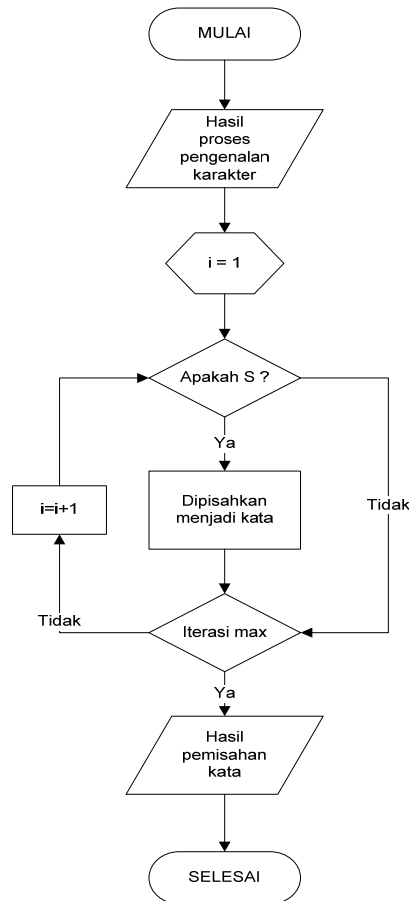 MULAI
Hasil
proses
pengenalan
karakter
i = 1
Apakah S ?
Ya
Dipisahkan
menjadi kata
i=i+1
Tidak
Tidak
Iterasi max
Ya
Hasil
pemisahan
kata
SELESAI